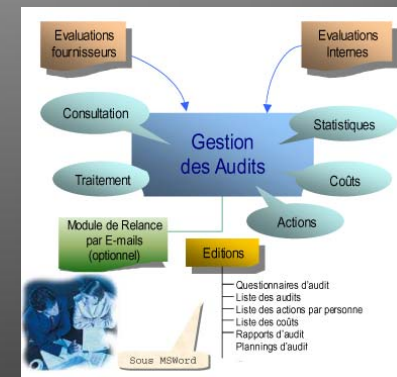 Evaluations
fournisseurs
Evaluations
Internes
Consultation
Statistiques
Gestion
des Audits
Traitement
Coûts
Actions
Module de Relance
par E-mails
(optionnel)
Editions
Questionnaires d'audit
Liste des audits
Liste des actions par personne
Liste des coûts
Rapports d'audit
Plannings d'audit
...
Sous MSWord